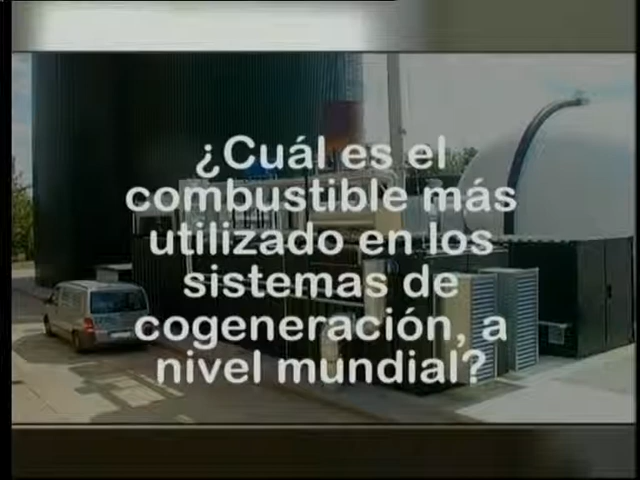 ¿Cuál es el
combustible más
utilizado en los
sistemas de
cogeneración, a
nivel mundial?